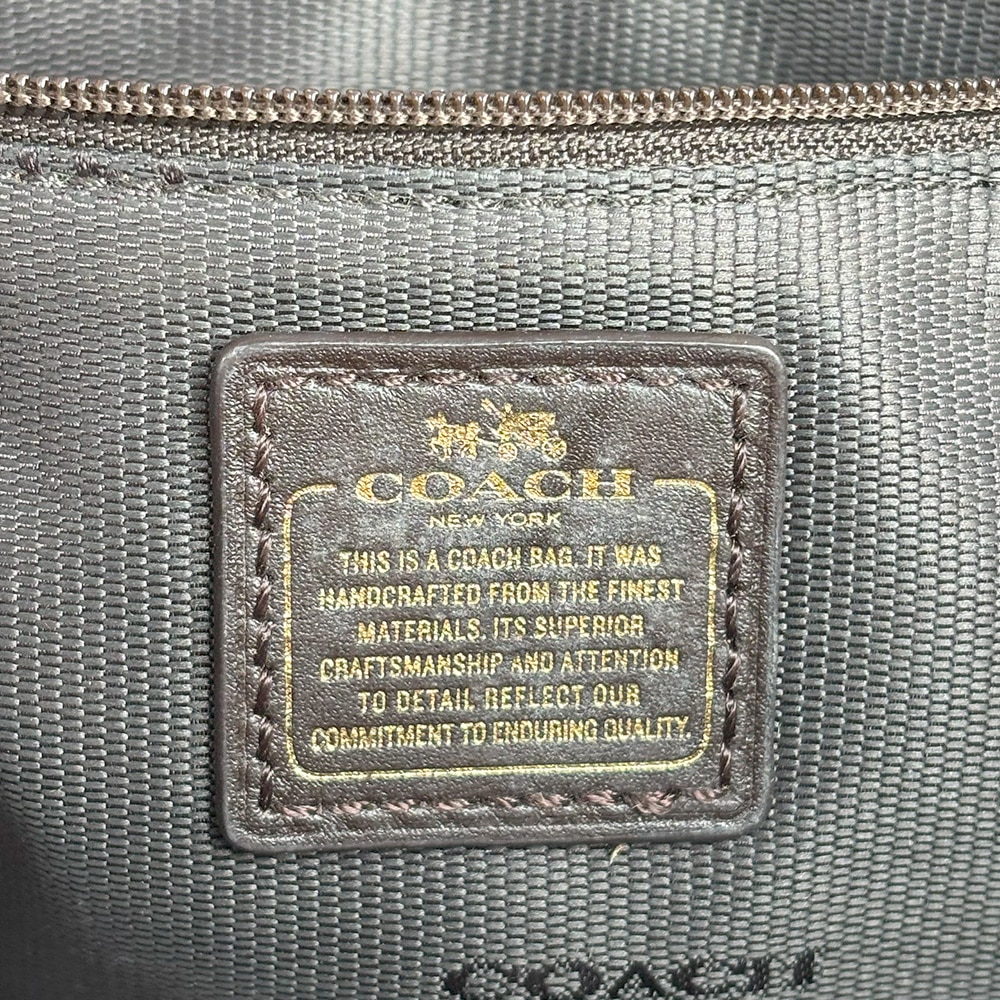 COACH
NEW YORK
THIS IS A COACH BAG. IT WAS
HANDCRAFTED FROM THE FINEST
MATERIALS. ITS SUPERIOR
CRAFTSMANSHIP AND ATTENTION
TO DETAIL REFLECT OUR
COMMITMENT TO ENDURING QUALITY.
COACH